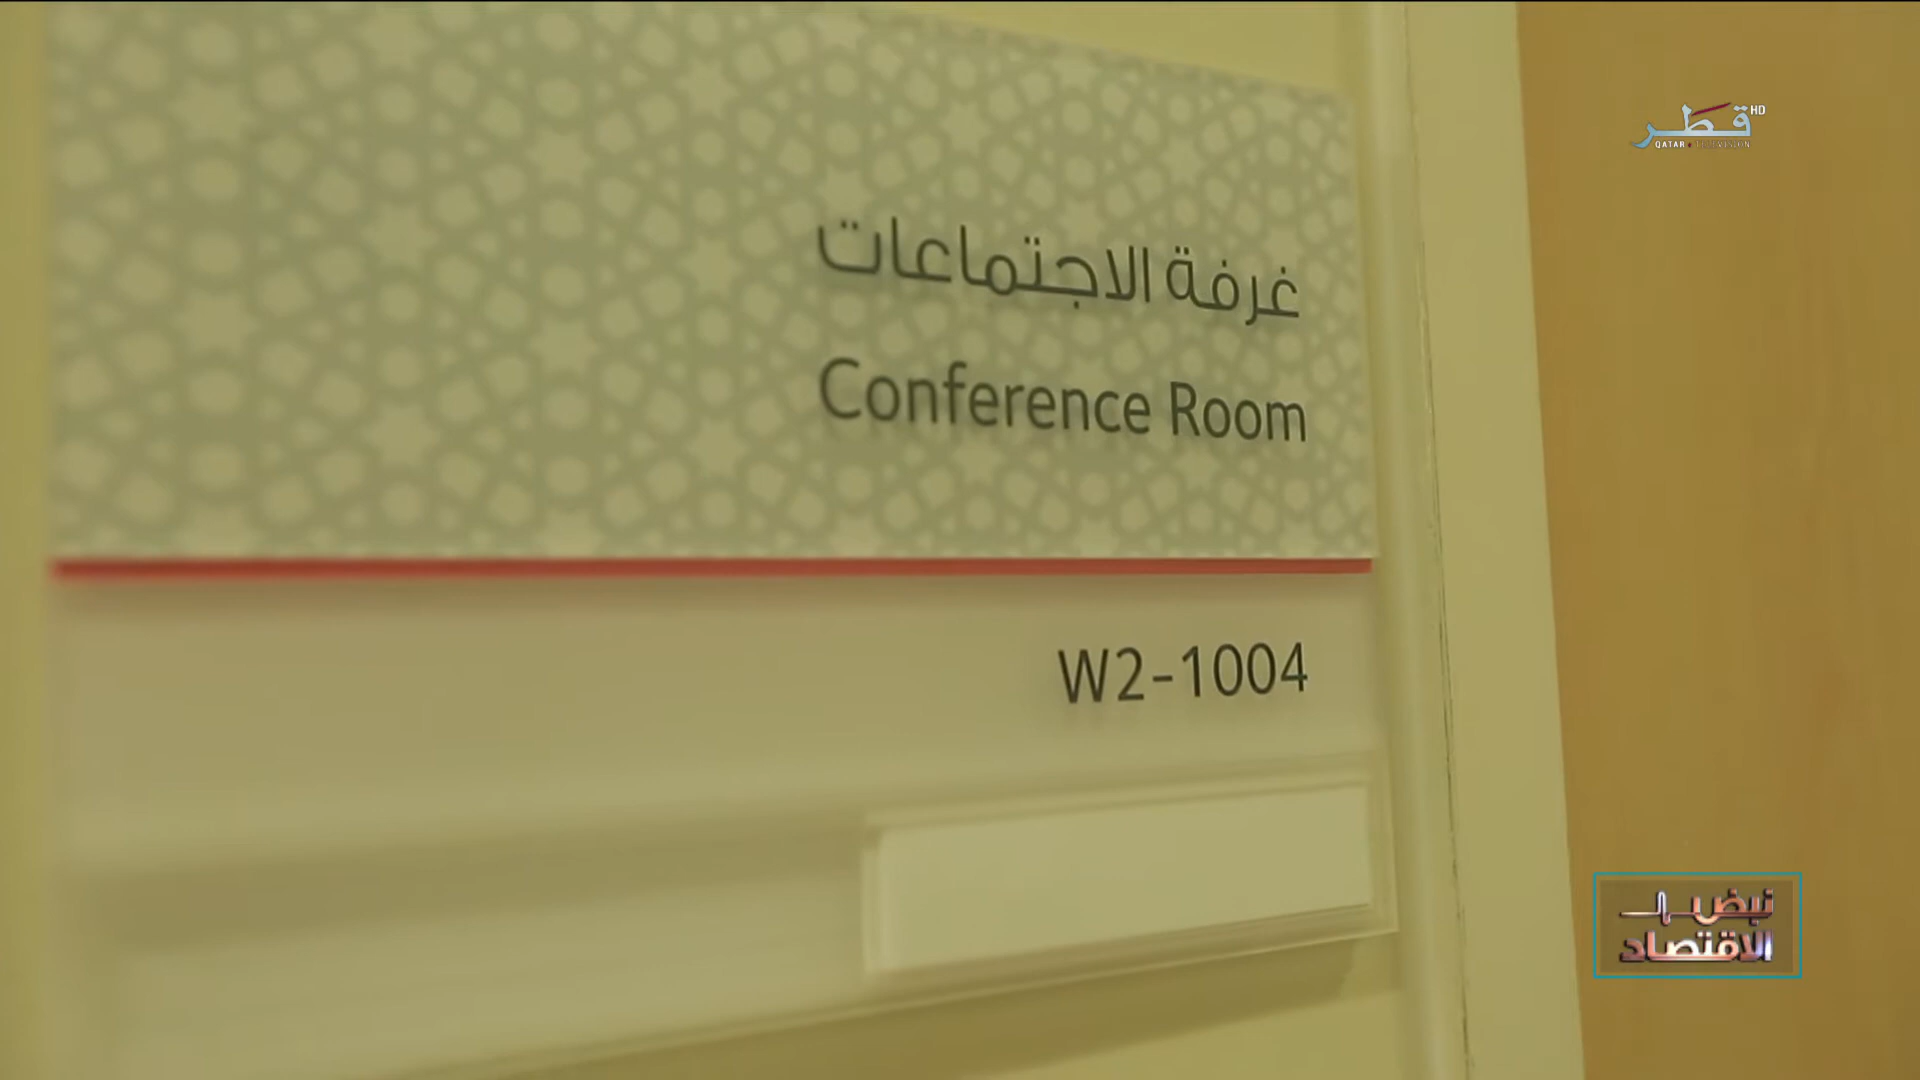 قطر HD
QATAR TELEVISION
غرفة الاجتماعات
Conference Room
W2-1004
نبض
الاقتصاد